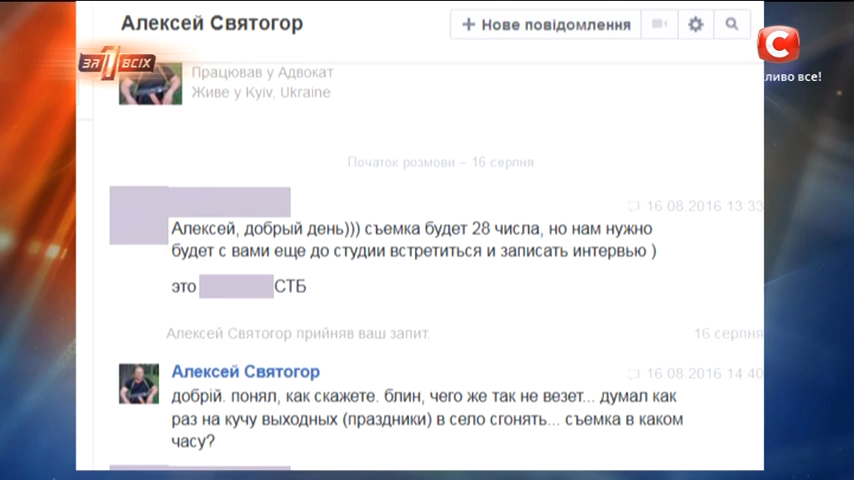 Алексей Святогор
+ Нове повідомлення
ЗА ВСІХ
Працював у Адвокат
Живе у Kyiv, Ukraine
С
ливо все!
Початок розмови – 16 серпня
16.08.2016 13:33
Алексей, добрый день))) съемка будет 28 числа, но нам нужно
будет с вами еще до студии встретиться и записать интервью )
это СТБ
Алексей Святогор прийняв ваш запит.
16 серпня
Алексей Святогор
16.08.2016 14:40
добрій. понял, как скажете. блин, чего же так не везет... думал как
раз на кучу выходных (праздники) в село сгонять... съемка в каком
часу?